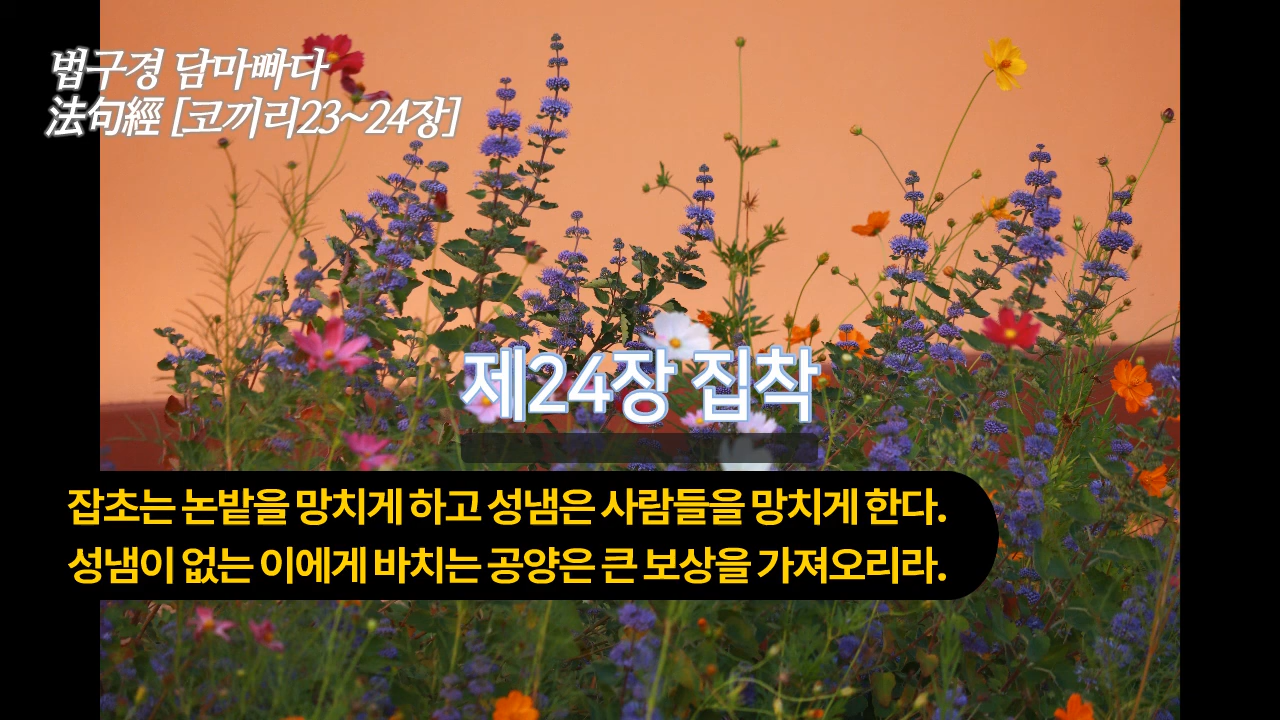 법구경 담마빠다
法句經 [코끼리23~24장]
제24장 집착
잡초는 논밭을 망치게 하고 성냄은 사람들을 망치게 한다.
성냄이 없는 이에게 바치는 공양은 큰 보상을 가져오리라.